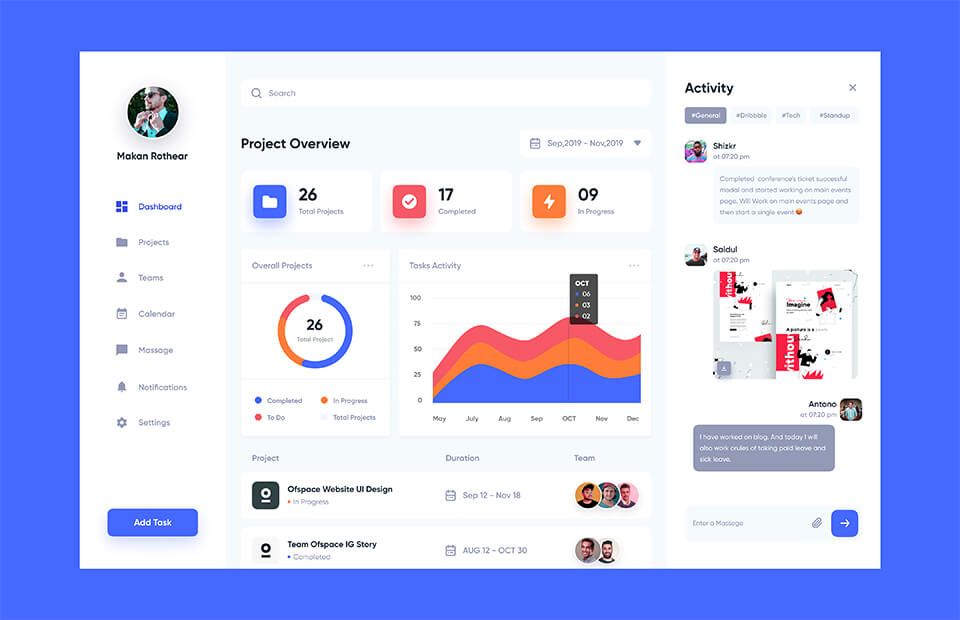 Makan Rothear
Dashboard
Projects
Teams
Calendar
Massage
Notifications
Settings
Add Task
Search
Project Overview
Sep,2019 - Nov,2019
26
Total Projects
17
Completed
09
In Progress
Overall Projects
26
Total Project
Completed
In Progress
To Do
Total Projects
Tasks Activity
100
75
50
25
0
OCT
06
03
02
May July Aug Sep OCT Nov Dec
Project Duration Team
Ofspace Website UI Design
In Progress
Sep 12 - Nov 18
Team Ofspace IG Story
Completed
AUG 12 - OCT 30
Activity
#General #Dribbble #Tech #Standup
Shizkr
at 07:20 pm
Completed conference's ticket successful
modal and started working on main events
page. Will Work on main events page and
then start a single event
Saidul
at 07:20 pm
without
Imagine
A picture is a
without
Antono
at 07:20 pm
I have worked on blog. And today I will
also work orules of taking paid leave and
sick leave.
Enter a Massage